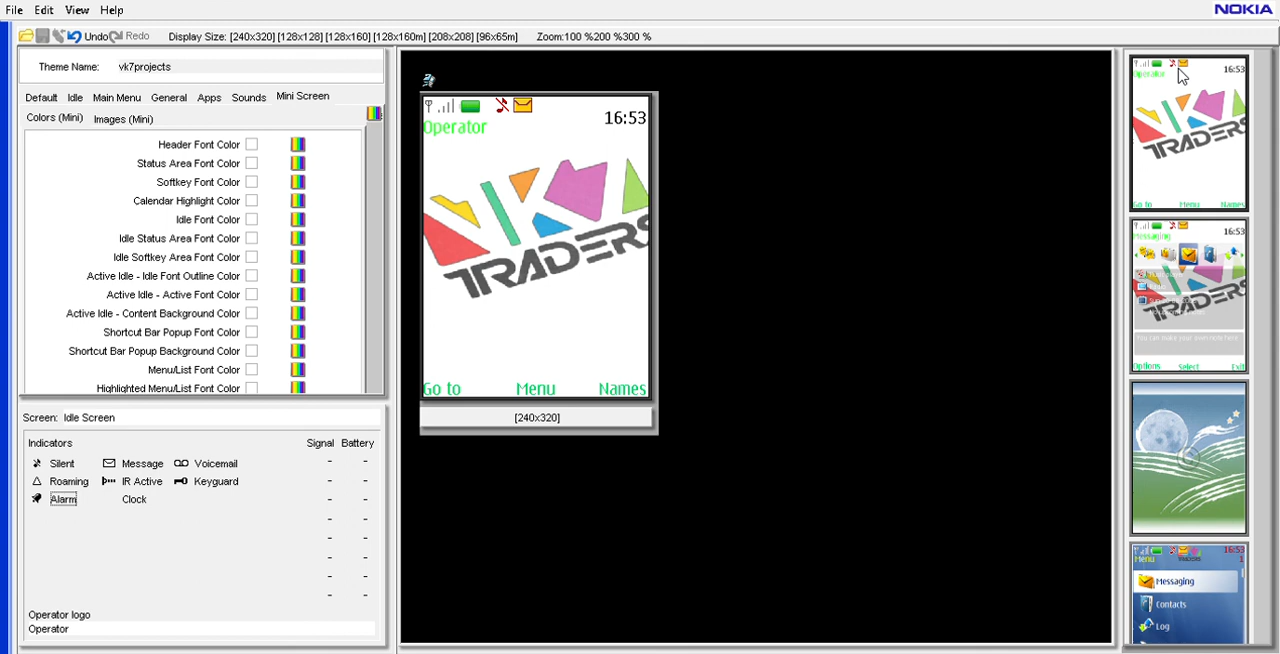 File Edit View Help
NOKIA
Undo Redo Display Size: [240x320] [128x128] [128x160] [128x160m] [208x208] [96x65m] Zoom:100 %200 %300 %
Theme Name: vk7projects
Default Idle Main Menu General Apps Sounds Mini Screen
Colors (Mini) Images (Mini)
Header Font Color
Status Area Font Color
Softkey Font Color
Calendar Highlight Color
Idle Font Color
Idle Status Area Font Color
Idle Softkey Area Font Color
Active Idle - Idle Font Outline Color
Active Idle - Active Font Color
Active Idle - Content Background Color
Shortcut Bar Popup Font Color
Shortcut Bar Popup Background Color
Menu/List Font Color
Highlighted Menu/List Font Color
Screen: Idle Screen
Indicators Signal Battery
Silent Message Voicemail
Roaming IR Active Keyguard
Alarm Clock
Operator logo
Operator
16:53
Operator
TRADERS
Go to Menu Names
[240x320]
16:53
Operator
TRADERS
Go to Menu Names
16:53
Messaging
TRADERS
Options Select Exit
16:53
Menu 1
TRADERS
Messaging
Contacts
Log